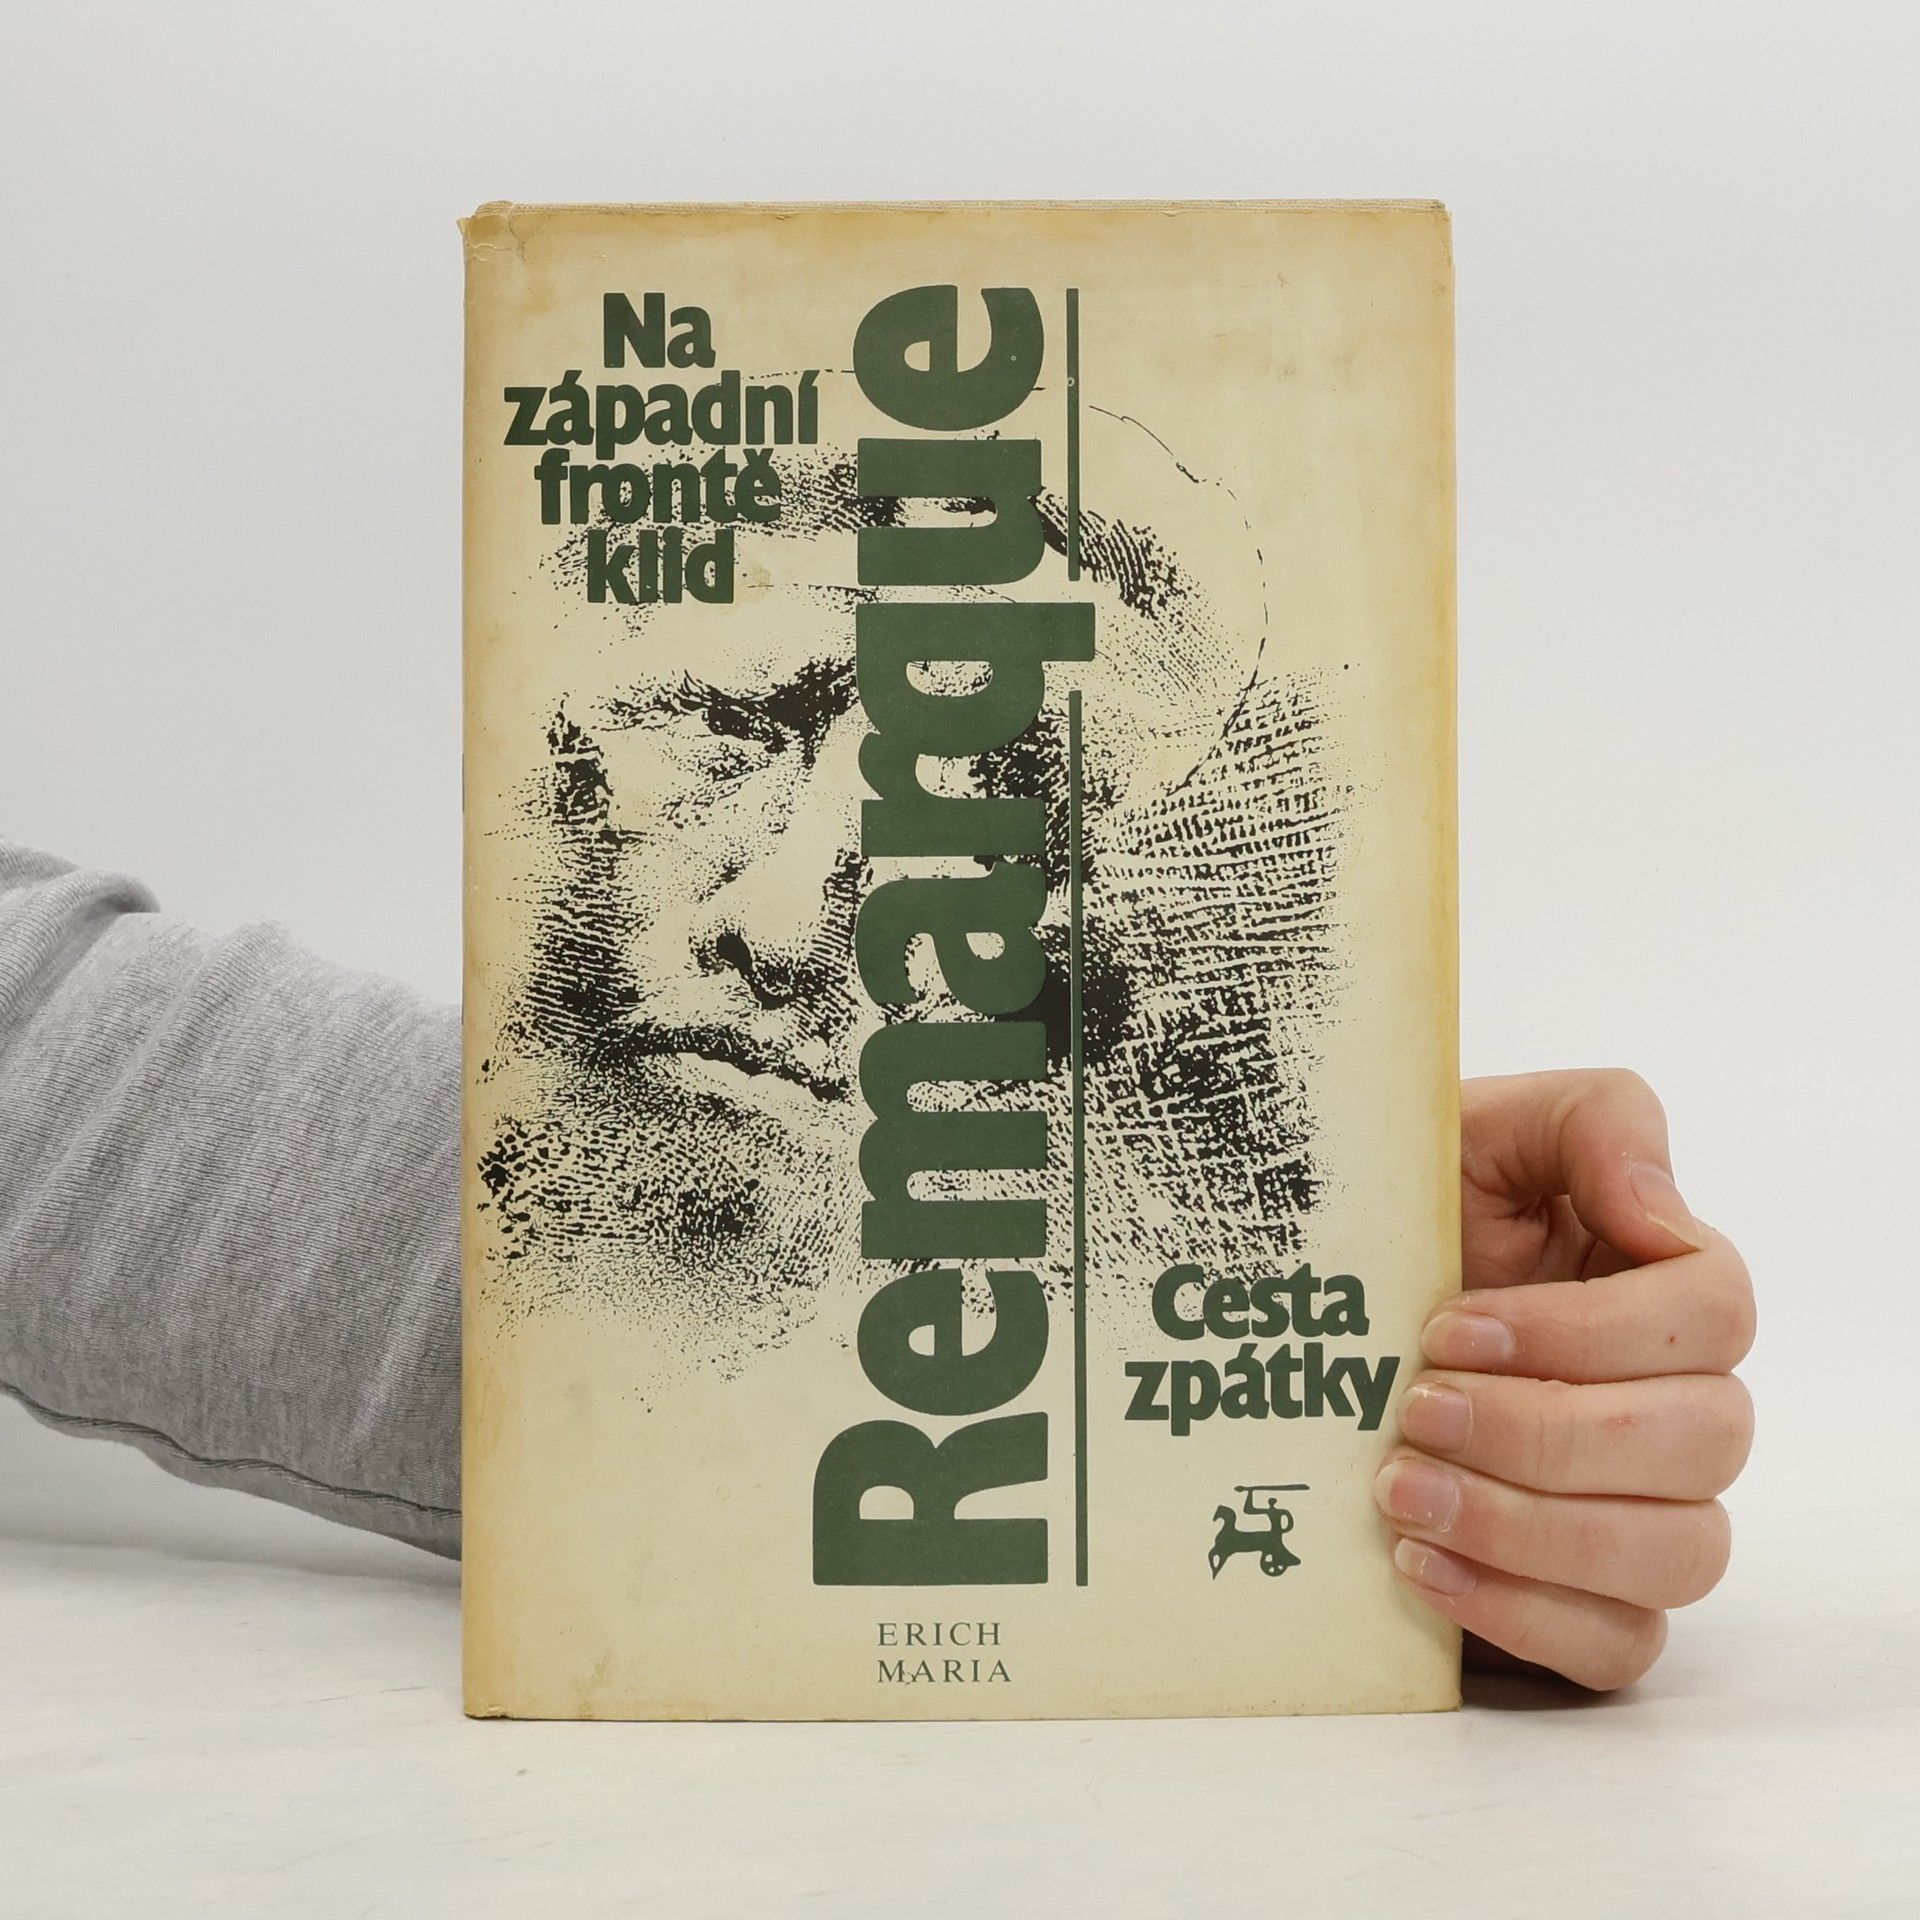 Na
západní
frontě
klid
Remarque
Cesta
zpátky
ERICH
MARIA